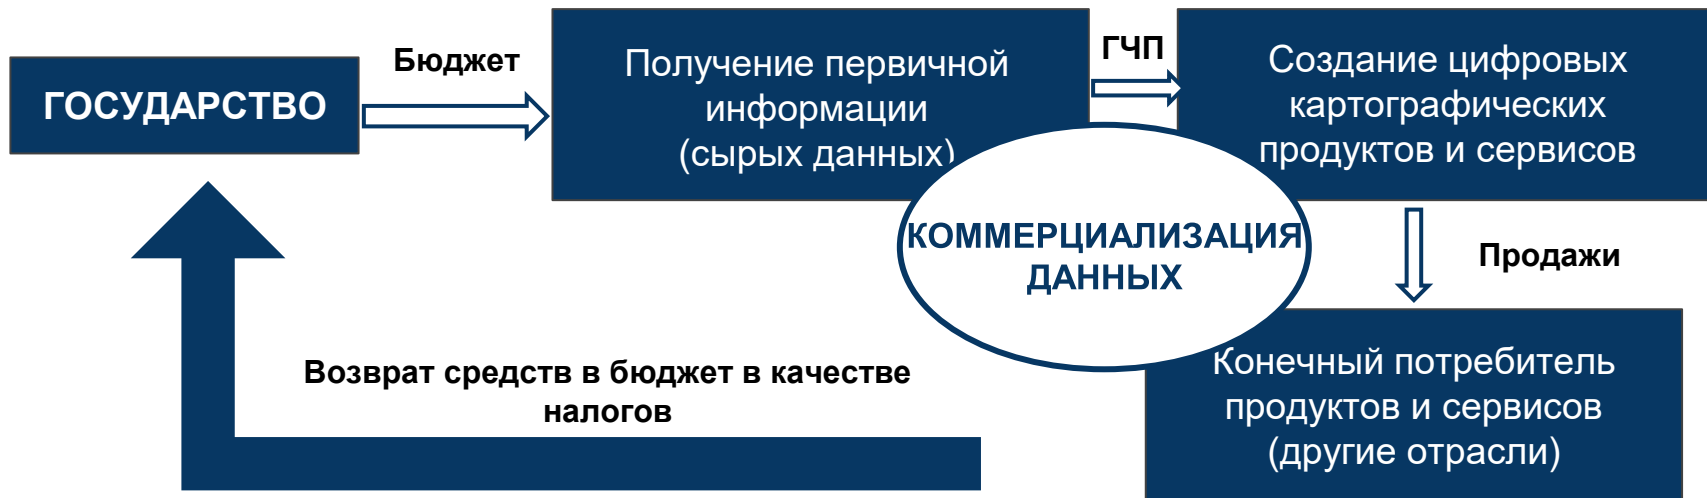 ГОСУДАРСТВО
Бюджет
Получение первичной
информации
(сырых данных)
ГЧП
Создание цифровых
картографических
продуктов и сервисов
КОММЕРЦИАЛИЗАЦИЯ
ДАННЫХ
Продажи
Конечный потребитель
продуктов и сервисов
(другие отрасли)
Возврат средств в бюджет в качестве
налогов